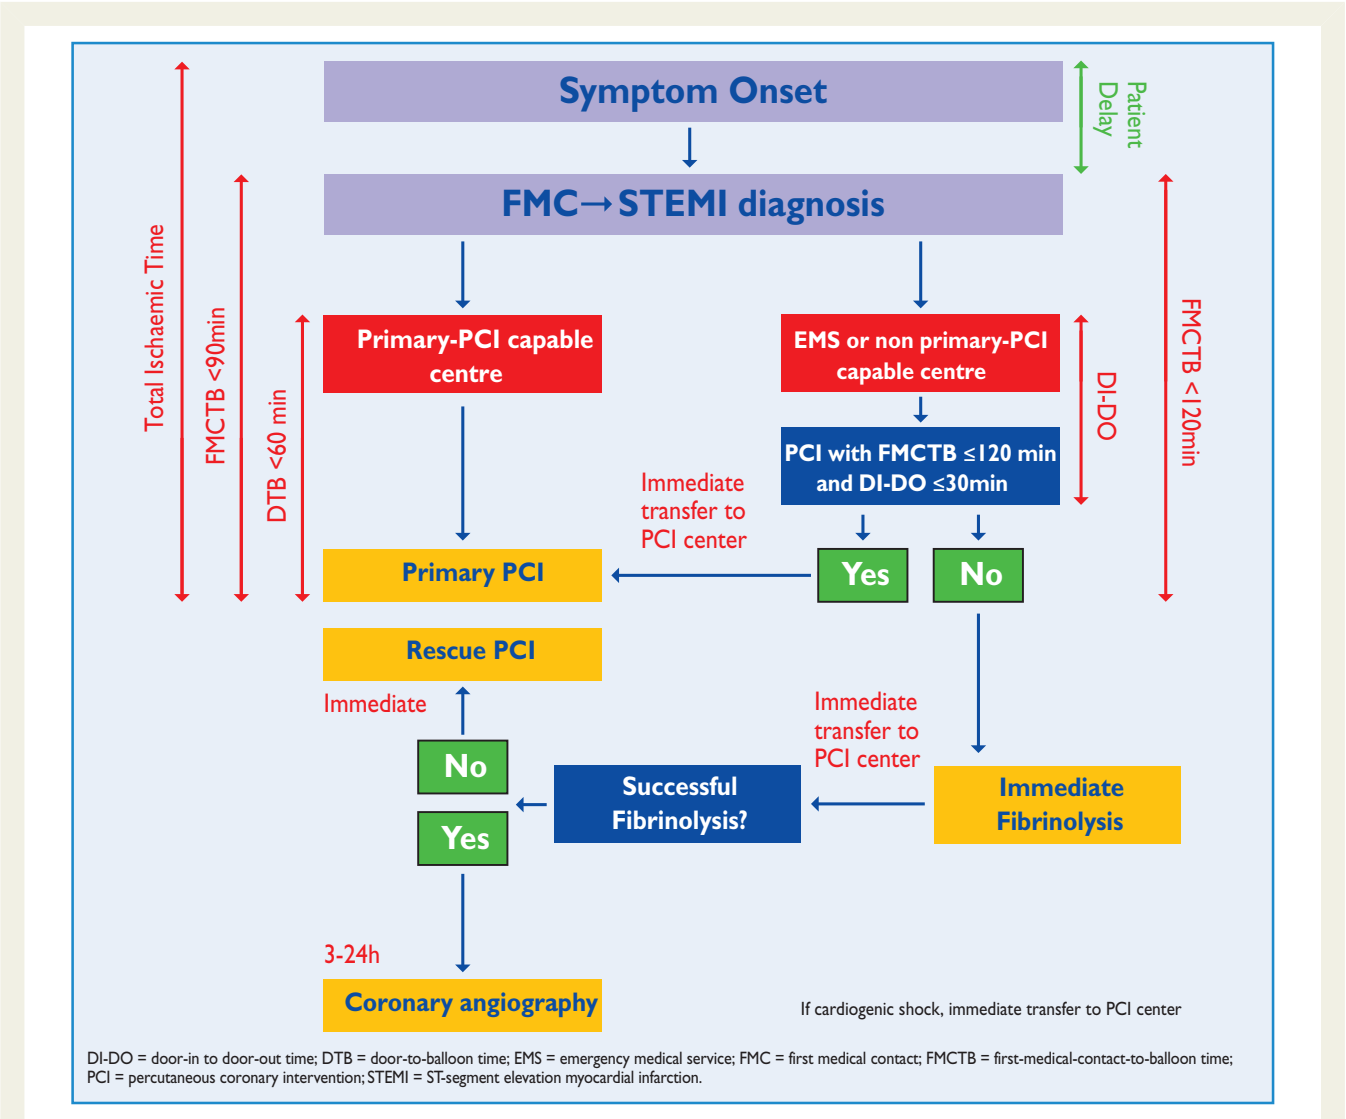 Symptom Onset
Patient
Delay
FMC→STEMI diagnosis
Total Ischaemic Time
FMCTB <90min
DTB <60 min
Primary-PCI capable
centre
EMS or non primary-PCI
capable centre
DI-DO
FMCTB <120min
PCI with FMCTB ≤120 min
and DI-DO ≤30min
Immediate
transfer to
PCI center
Primary PCI
Yes
No
Rescue PCI
Immediate
No
Yes
Successful
Fibrinolysis?
Immediate
transfer to
PCI center
Immediate
Fibrinolysis
3-24h
Coronary angiography
If cardiogenic shock, immediate transfer to PCI center
DI-DO = door-in to door-out time; DTB = door-to-balloon time; EMS = emergency medical service; FMC = first medical contact; FMCTB = first-medical-contact-to-balloon time;
PCI = percutaneous coronary intervention; STEMI = ST-segment elevation myocardial infarction.